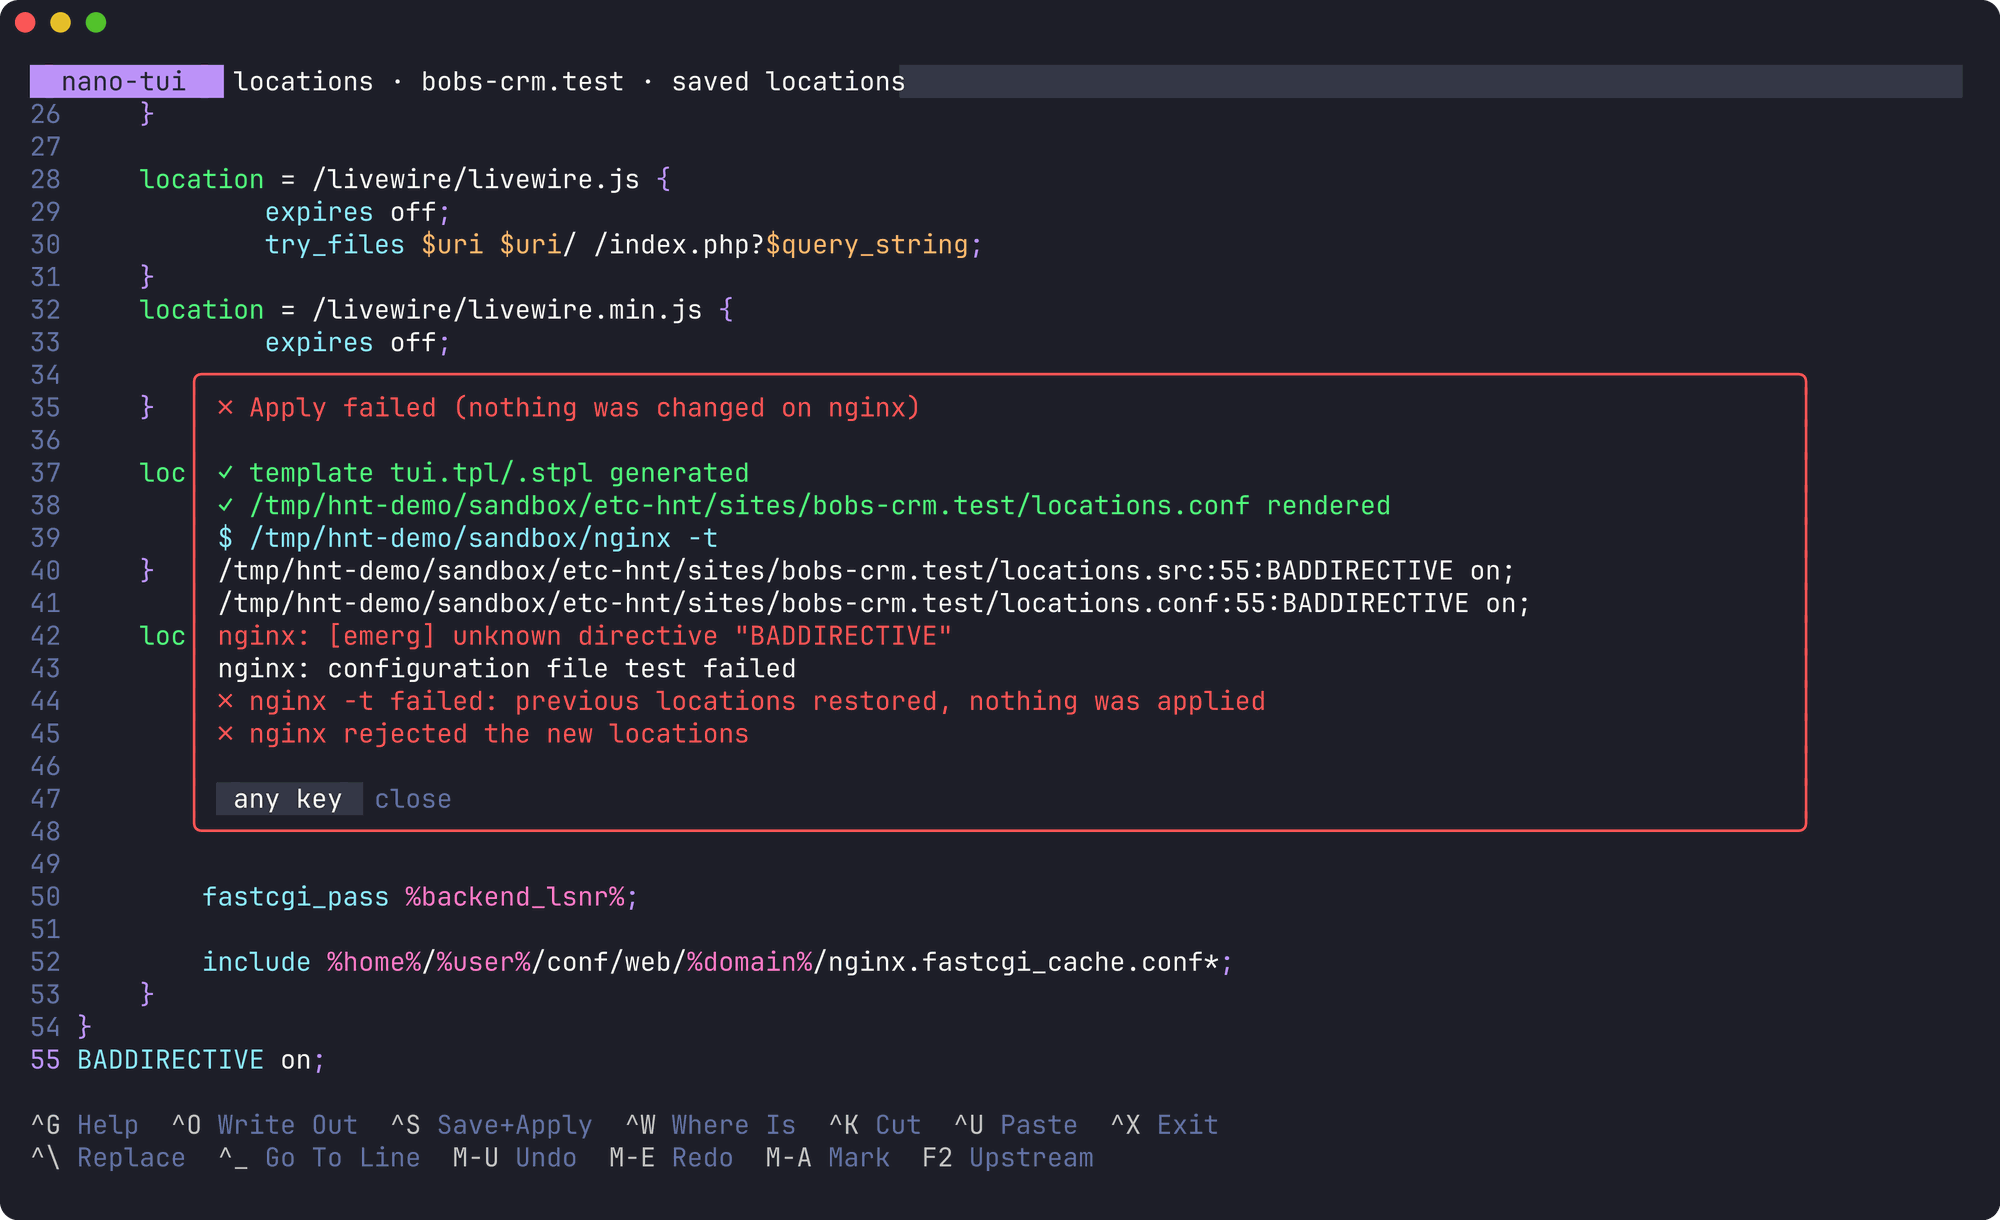 nano-tui locations · bobs-crm.test · saved locations
26 }
27
28 location = /livewire/livewire.js {
29 expires off;
30 try_files $uri $uri/ /index.php?$query_string;
31 }
32 location = /livewire/livewire.min.js {
33 expires off;
34
35 } ✕ Apply failed (nothing was changed on nginx)
36
37 loc ✓ template tui.tpl/.stpl generated
38 ✓ /tmp/hnt-demo/sandbox/etc-hnt/sites/bobs-crm.test/locations.conf rendered
39 $ /tmp/hnt-demo/sandbox/nginx -t
40 } /tmp/hnt-demo/sandbox/etc-hnt/sites/bobs-crm.test/locations.src:55:BADDIRECTIVE on;
41 /tmp/hnt-demo/sandbox/etc-hnt/sites/bobs-crm.test/locations.conf:55:BADDIRECTIVE on;
42 loc nginx: [emerg] unknown directive "BADDIRECTIVE"
43 nginx: configuration file test failed
44 ✕ nginx -t failed: previous locations restored, nothing was applied
45 ✕ nginx rejected the new locations
46
47 any key close
48
49
50 fastcgi_pass %backend_lsnr%;
51
52 include %home%/%user%/conf/web/%domain%/nginx.fastcgi_cache.conf*;
53 }
54 }
55 BADDIRECTIVE on;
^G Help ^O Write Out ^S Save+Apply ^W Where Is ^K Cut ^U Paste ^X Exit
^\ Replace ^_ Go To Line M-U Undo M-E Redo M-A Mark F2 Upstream